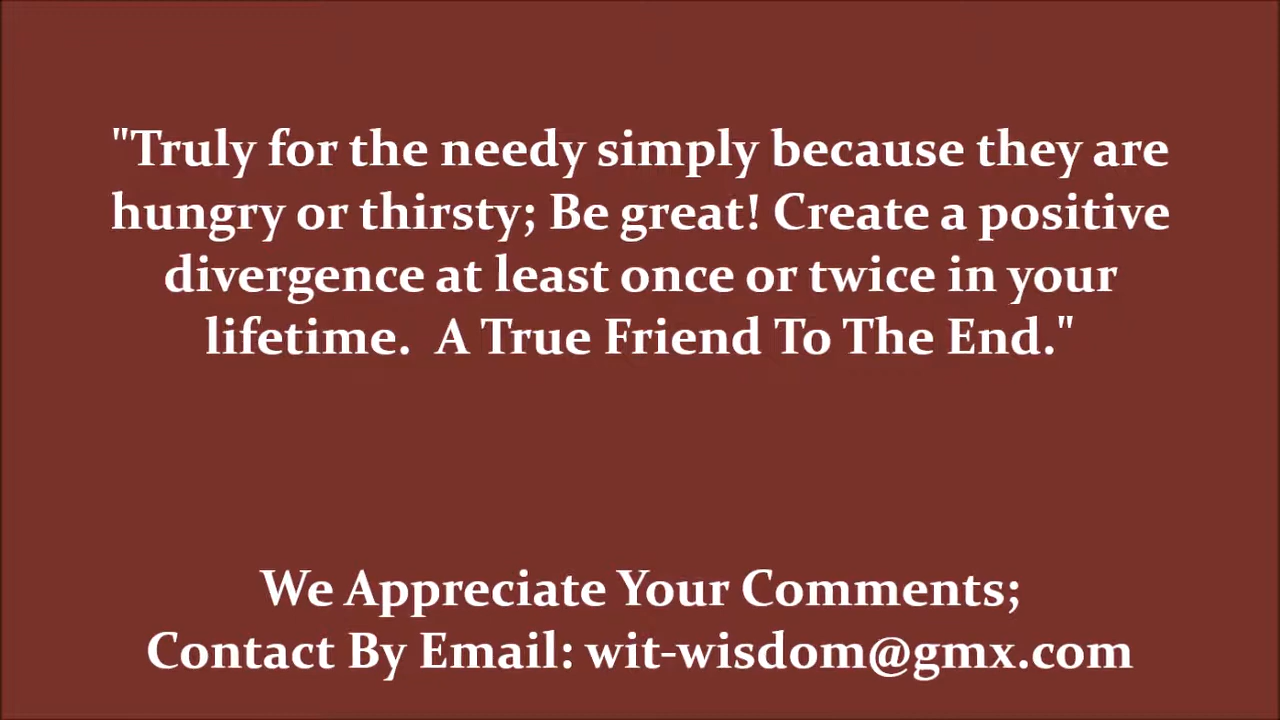 "Truly for the needy simply because they are
hungry or thirsty; Be great! Create a positive
divergence at least once or twice in your
lifetime.  A True Friend To The End."
We Appreciate Your Comments;
Contact By Email: wit-wisdom@gmx.com